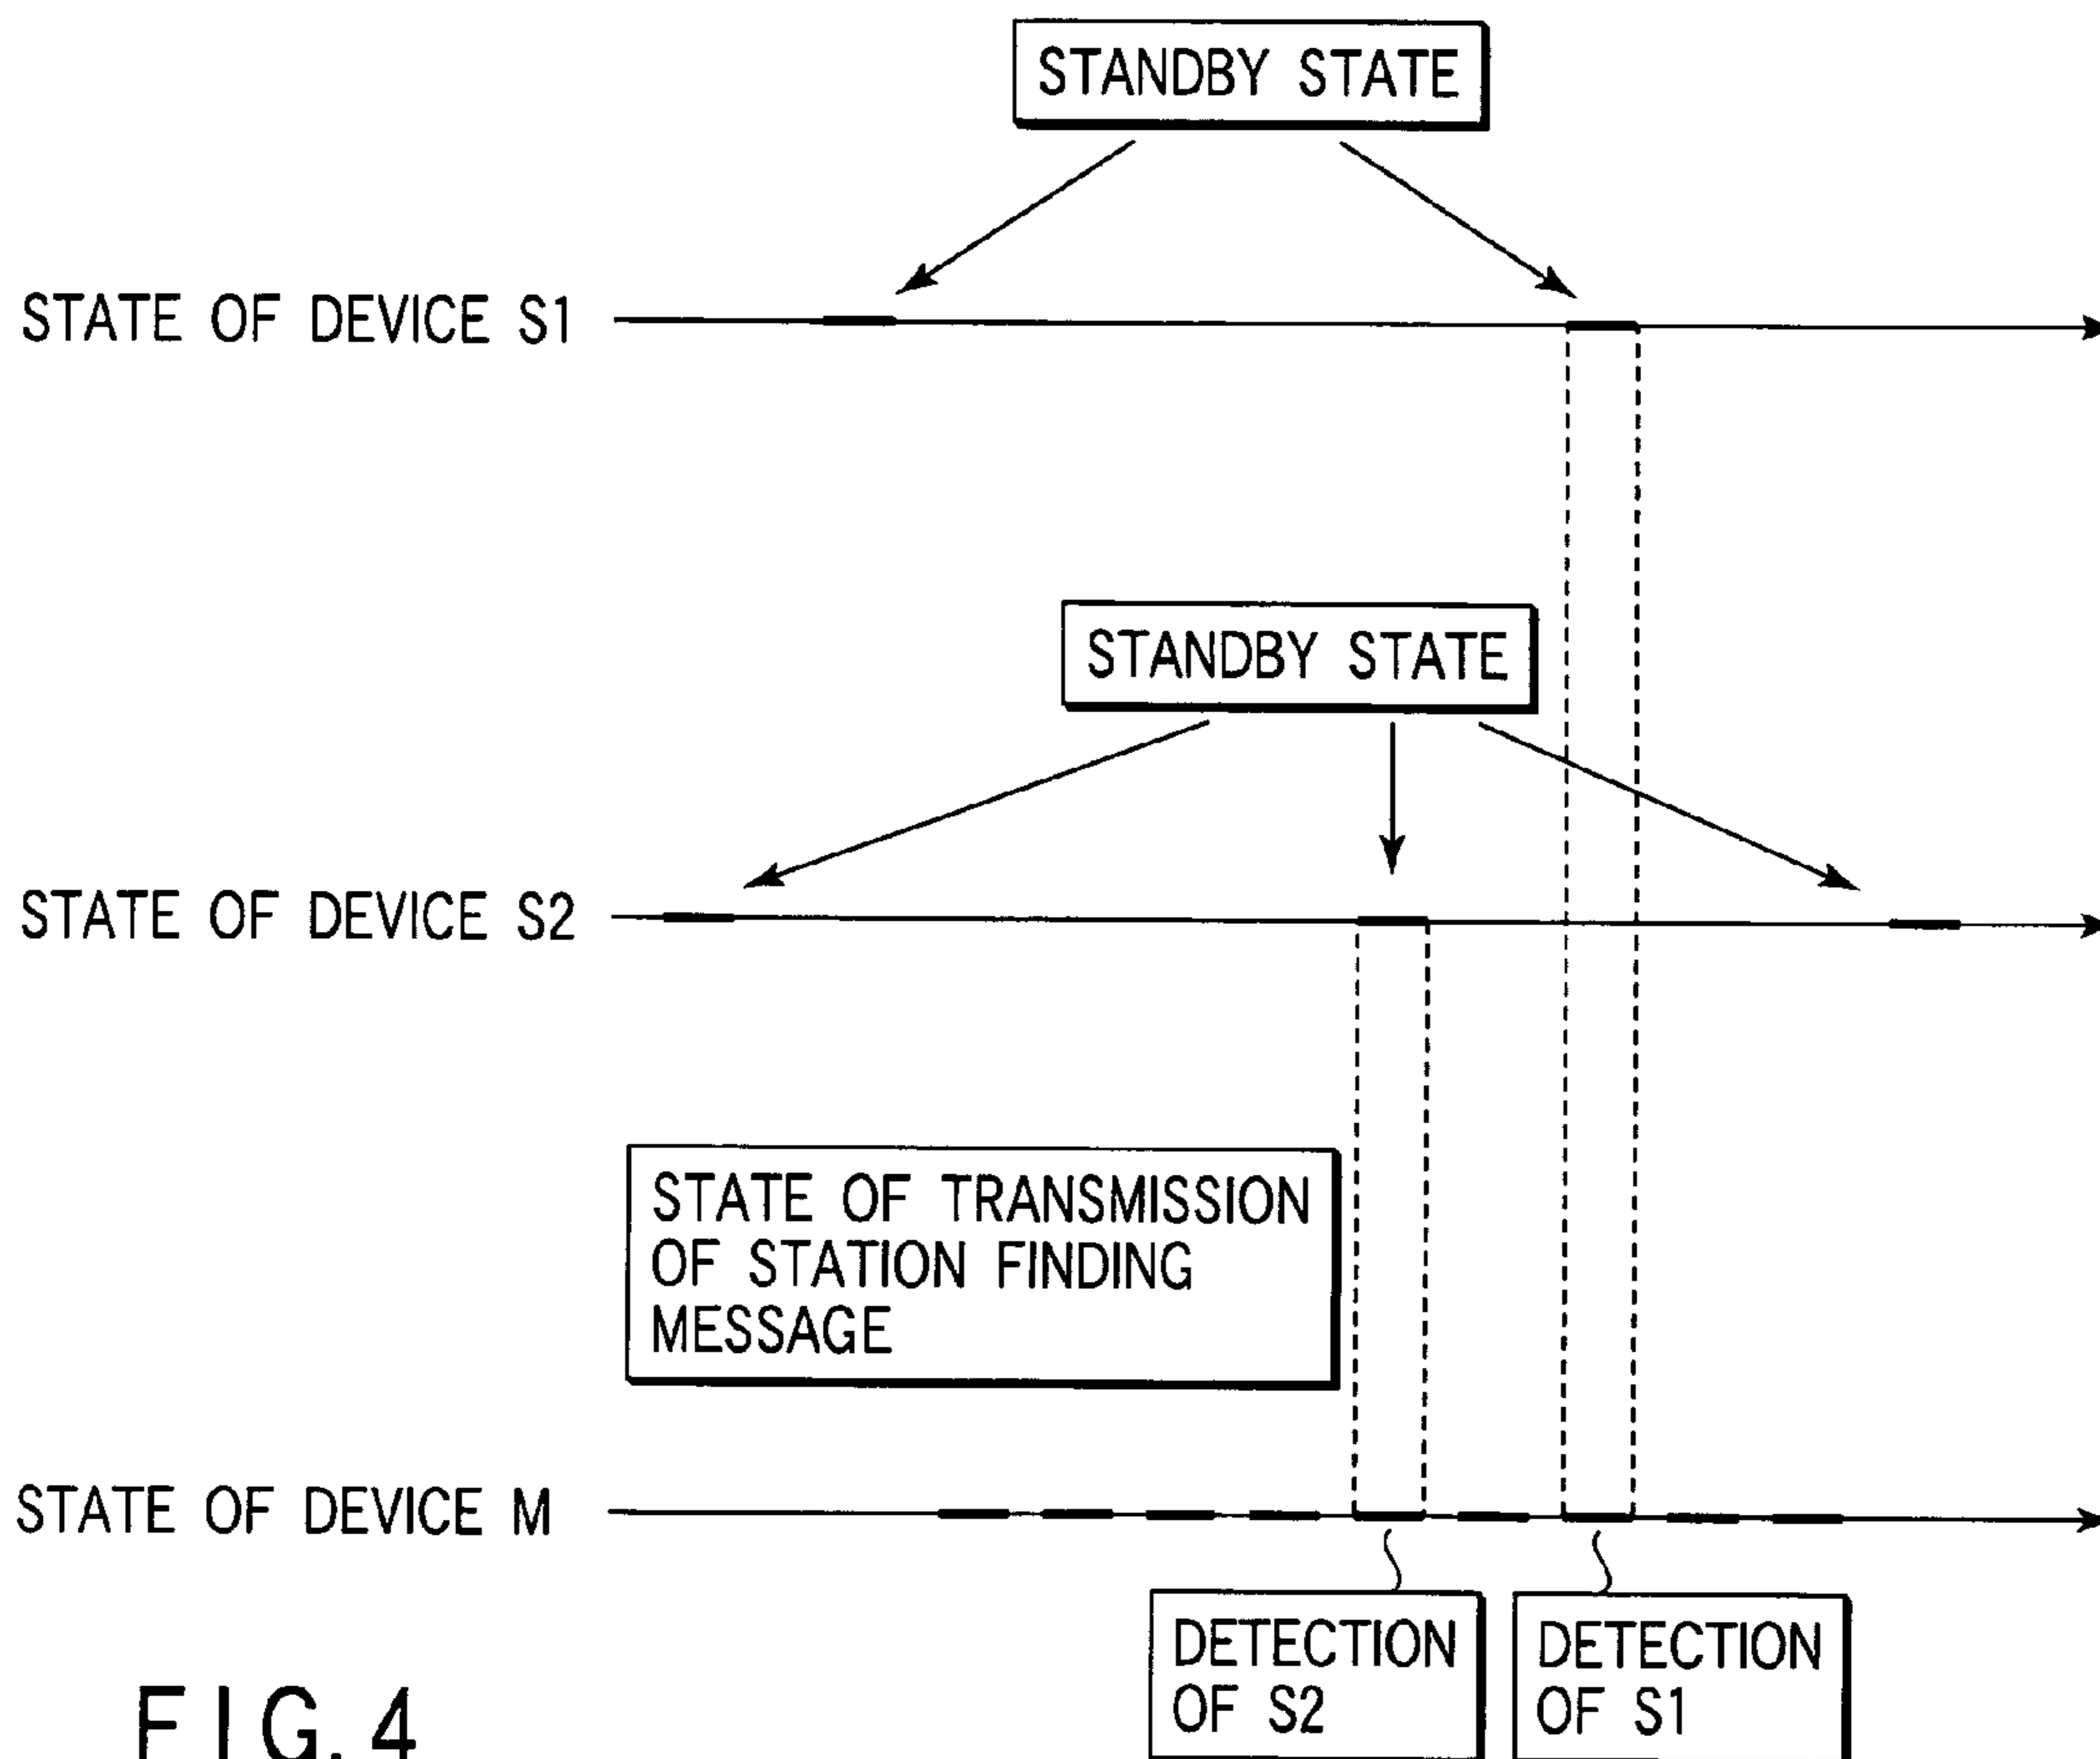 STANDBY STATE
STATE OF DEVICE S1
STANDBY STATE
STATE OF DEVICE S2
STATE OF TRANSMISSION
OF STATION FINDING
MESSAGE
STATE OF DEVICE M
DETECTION
OF S2
DETECTION
OF S1
FIG. 4